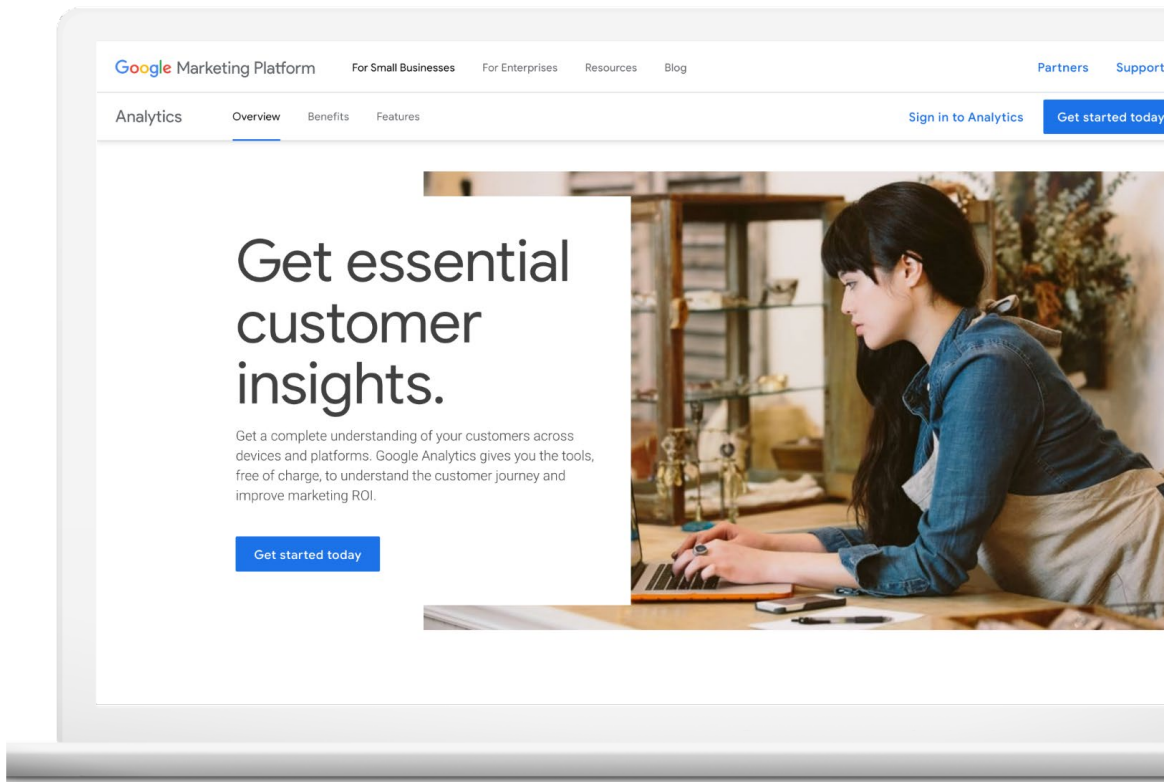 Google Marketing Platform For Small Businesses For Enterprises Resources Blog Partners Support
Analytics Overview Benefits Features Sign in to Analytics Get started today
Get essential
customer
insights.
Get a complete understanding of your customers across
devices and platforms. Google Analytics gives you the tools,
free of charge, to understand the customer journey and
improve marketing ROI.
Get started today